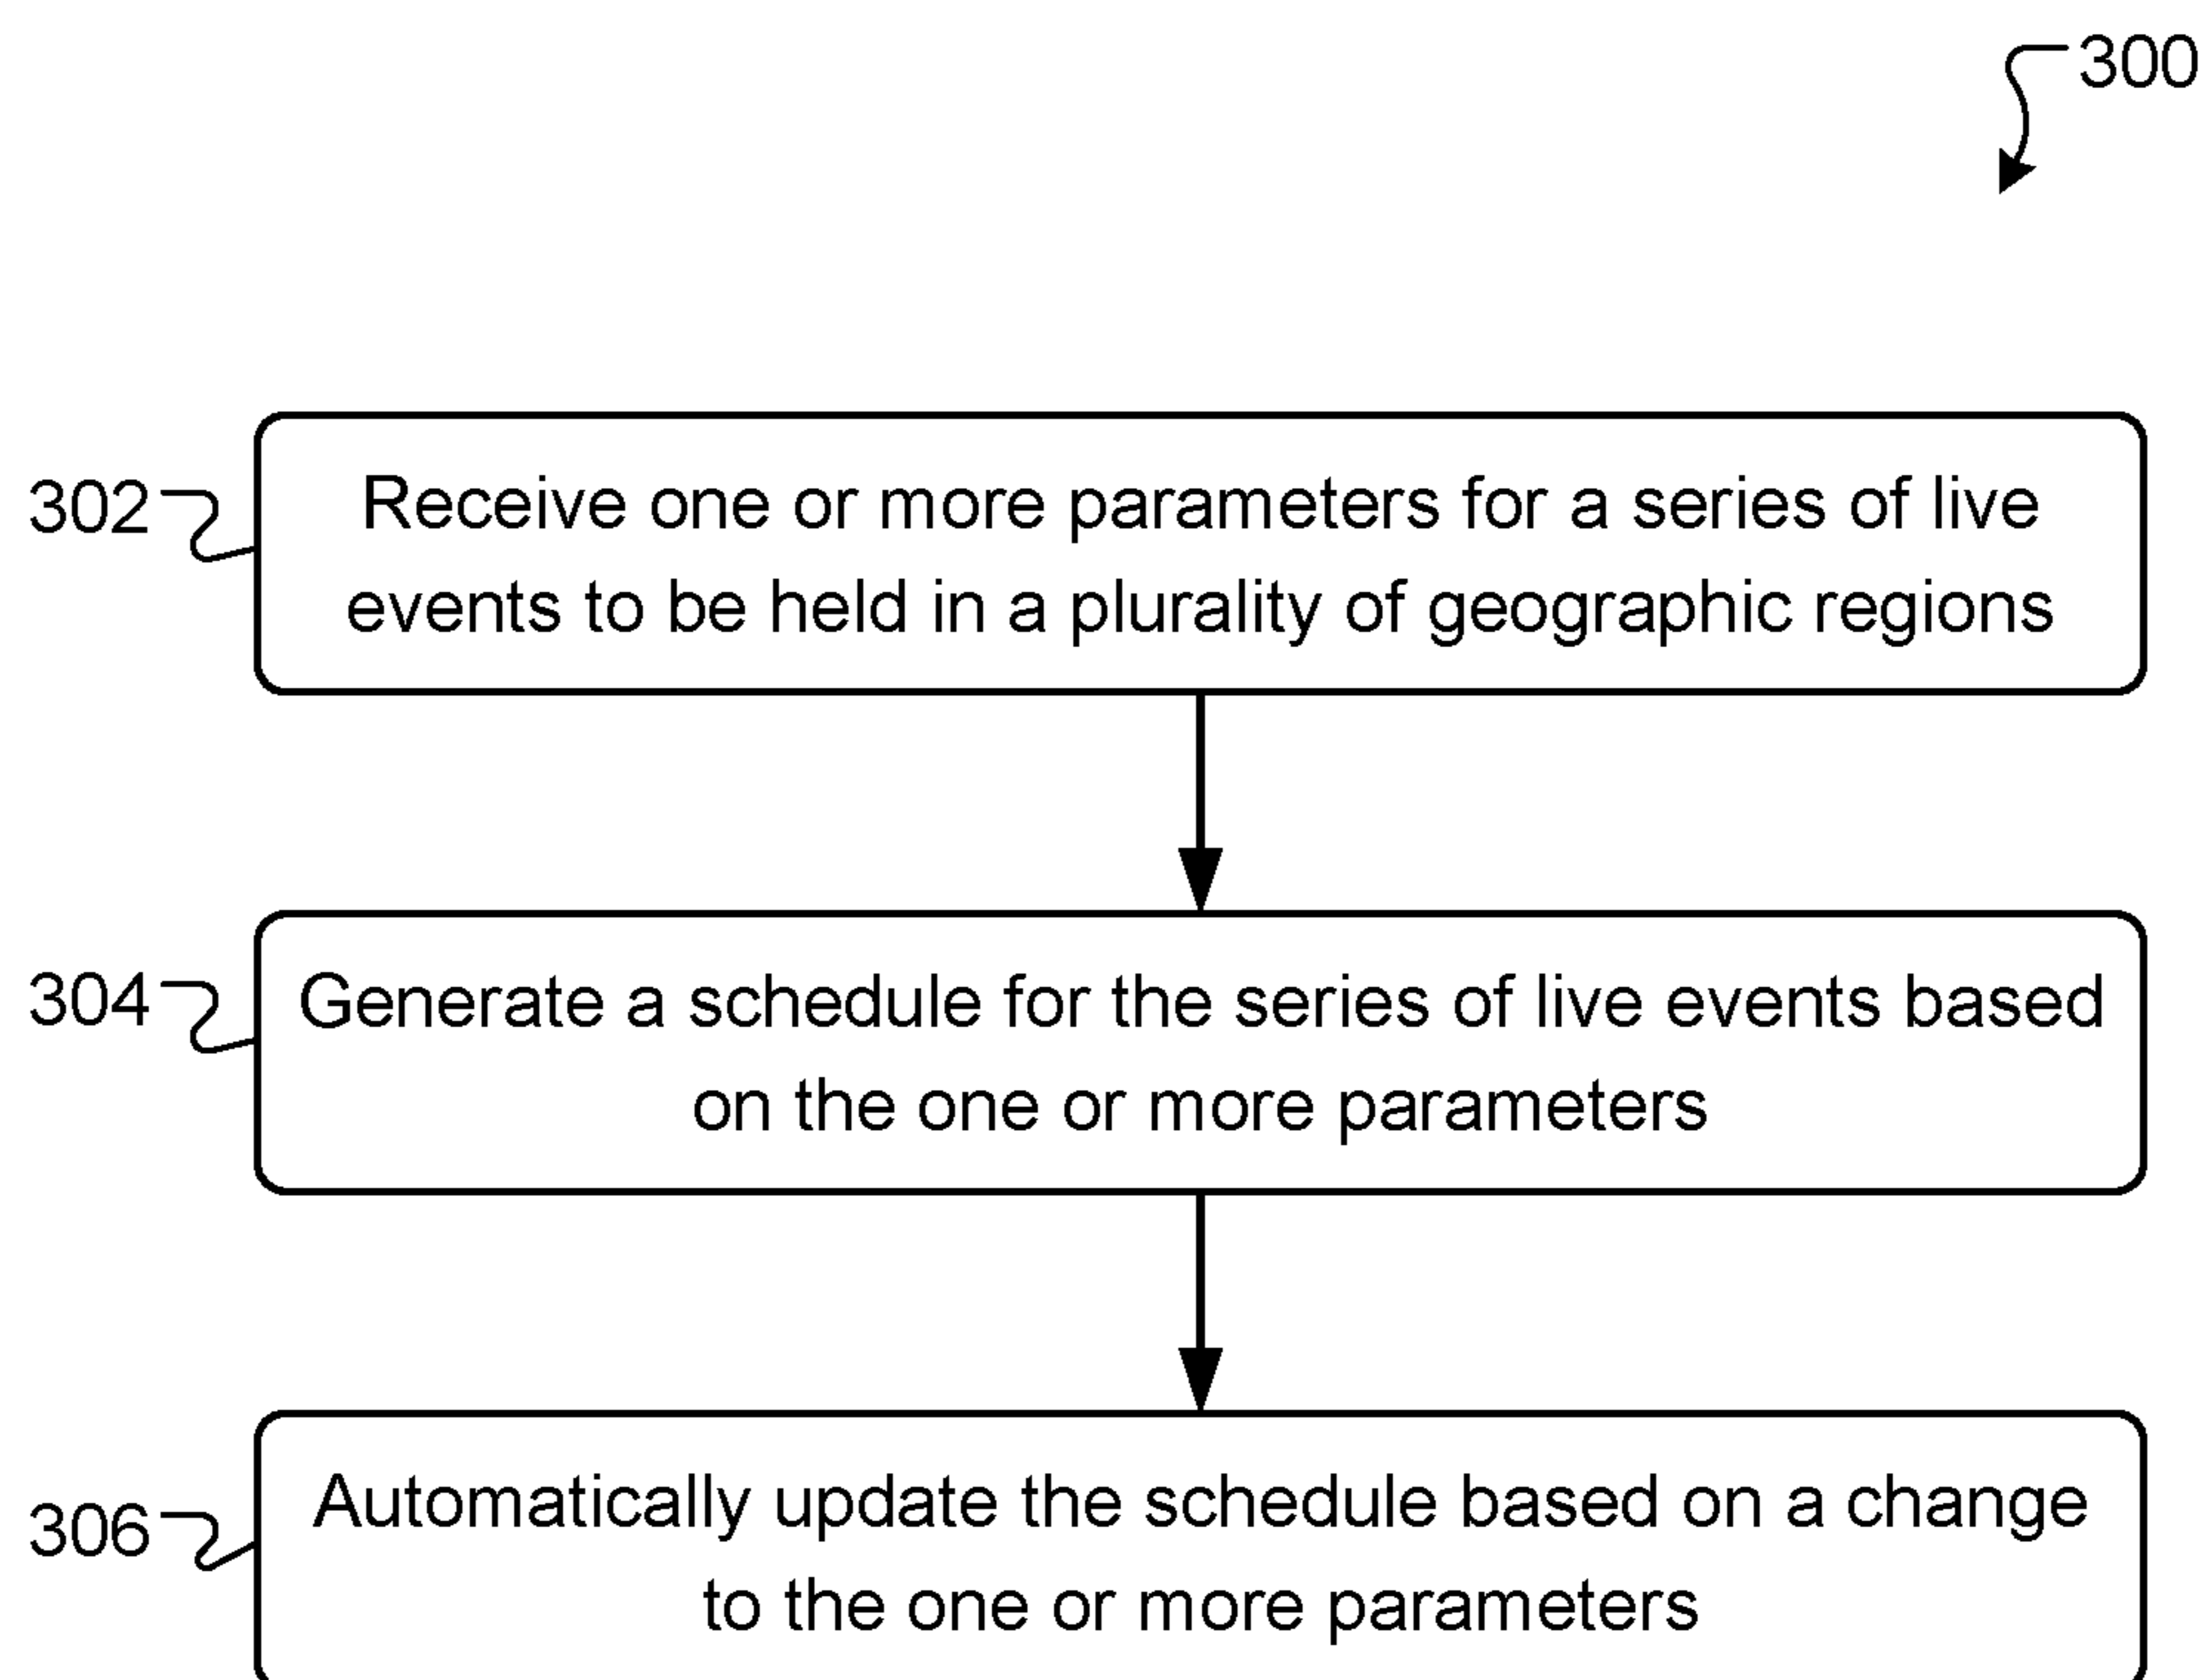 300
302
Receive one or more parameters for a series of live
events to be held in a plurality of geographic regions
304
Generate a schedule for the series of live events based
on the one or more parameters
306
Automatically update the schedule based on a change
to the one or more parameters